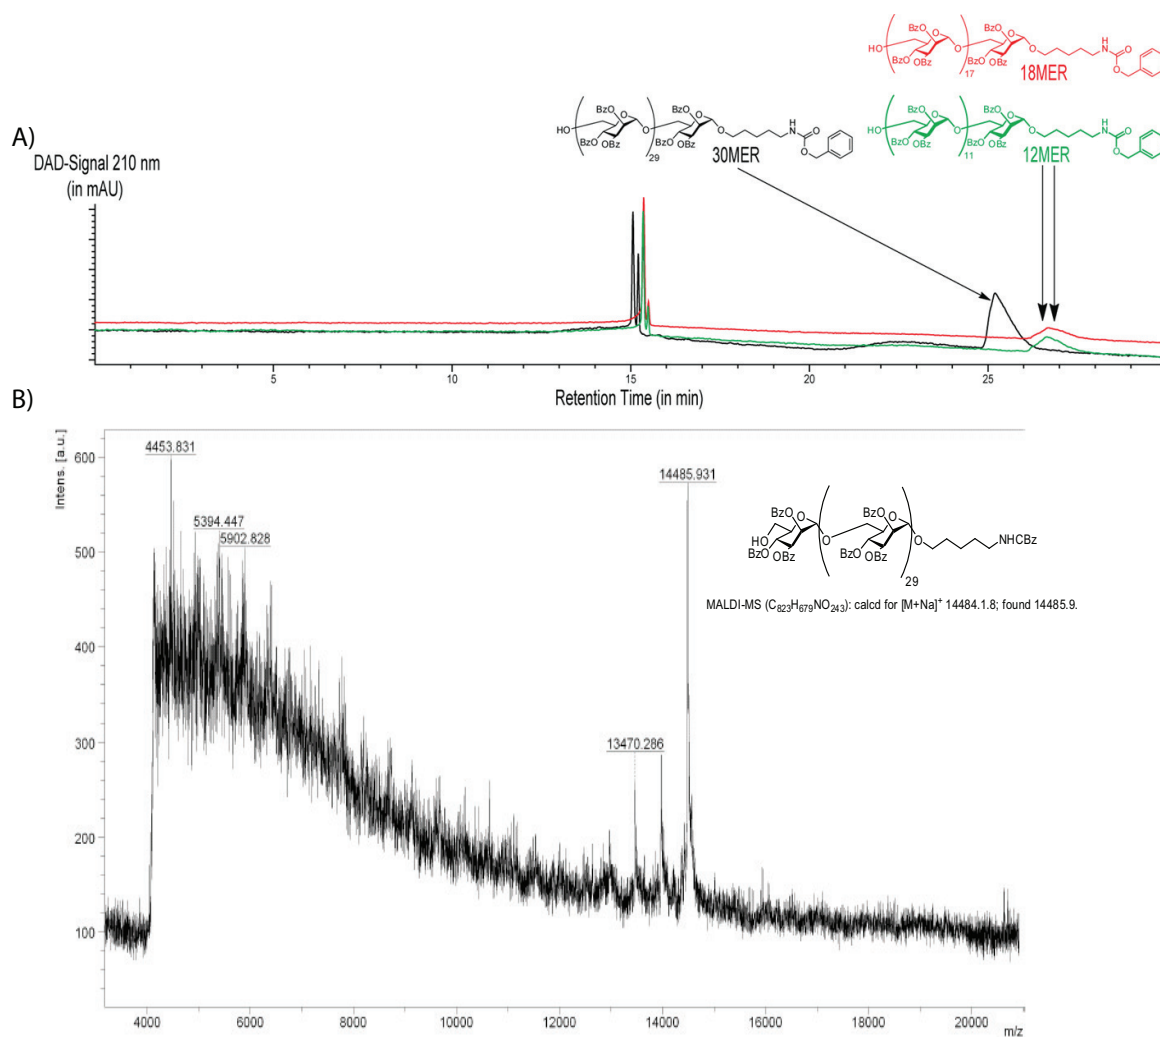 HO
BzO
O
BzO
OBz
O
17
BzO
O
BzO
OBz
O
18MER
H
N
O
O
A)
HO
BzO
O
BzO
OBz
O
29
BzO
O
BzO
OBz
O
30MER
H
N
O
O
HO
BzO
O
BzO
OBz
O
11
BzO
O
BzO
OBz
O
12MER
H
N
O
O
DAD-Signal 210 nm
(in mAU)
5 10 15 20 25
Retention Time (in min)
B)
Intens. [a.u.]
600
500
400
300
200
100
4453.831
5394.447
5902.828
13470.286
14485.931
BzO
O
HO
BzO
OBz
O
BzO
O
BzO
OBz
O
29
NHCBz
MALDI-MS (C823H679NO243): calcd for [M+Na]+ 14484.1.8; found 14485.9.
4000 6000 8000 10000 12000 14000 16000 18000 20000
m/z